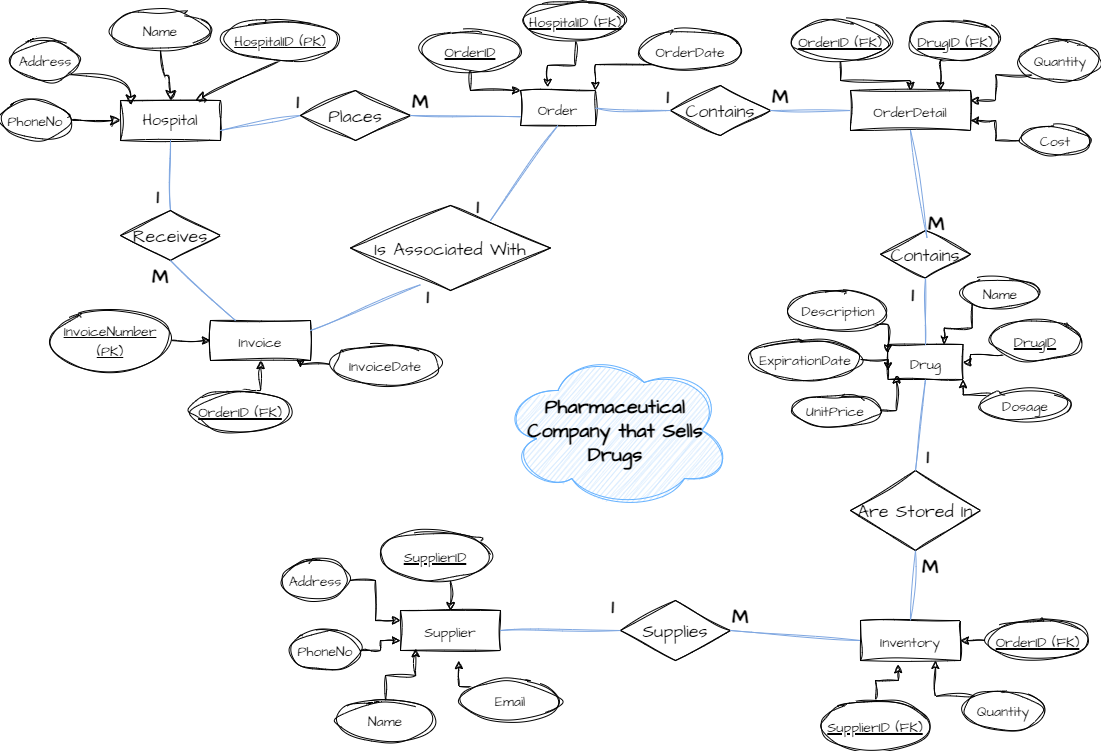 Name
HospitalID (PK)
Address
PhoneNo
Hospital
1
Places
M
OrderID
HospitalID (FK)
OrderDate
Order
1
Contains
M
OrderID (FK)
DrugID (FK)
Quantity
Cost
OrderDetail
1
Receives
M
1
Is Associated With
1
M
Contains
1
InvoiceNumber
(PK)
Invoice
InvoiceDate
OrderID (FK)
Description
Name
ExpirationDate
DrugID
Drug
UnitPrice
Dosage
Pharmaceutical
Company that Sells
Drugs
1
Are Stored In
M
SupplierID
Address
PhoneNo
Supplier
Name
Email
1
Supplies
M
Inventory
OrderID (FK)
SupplierID (FK)
Quantity